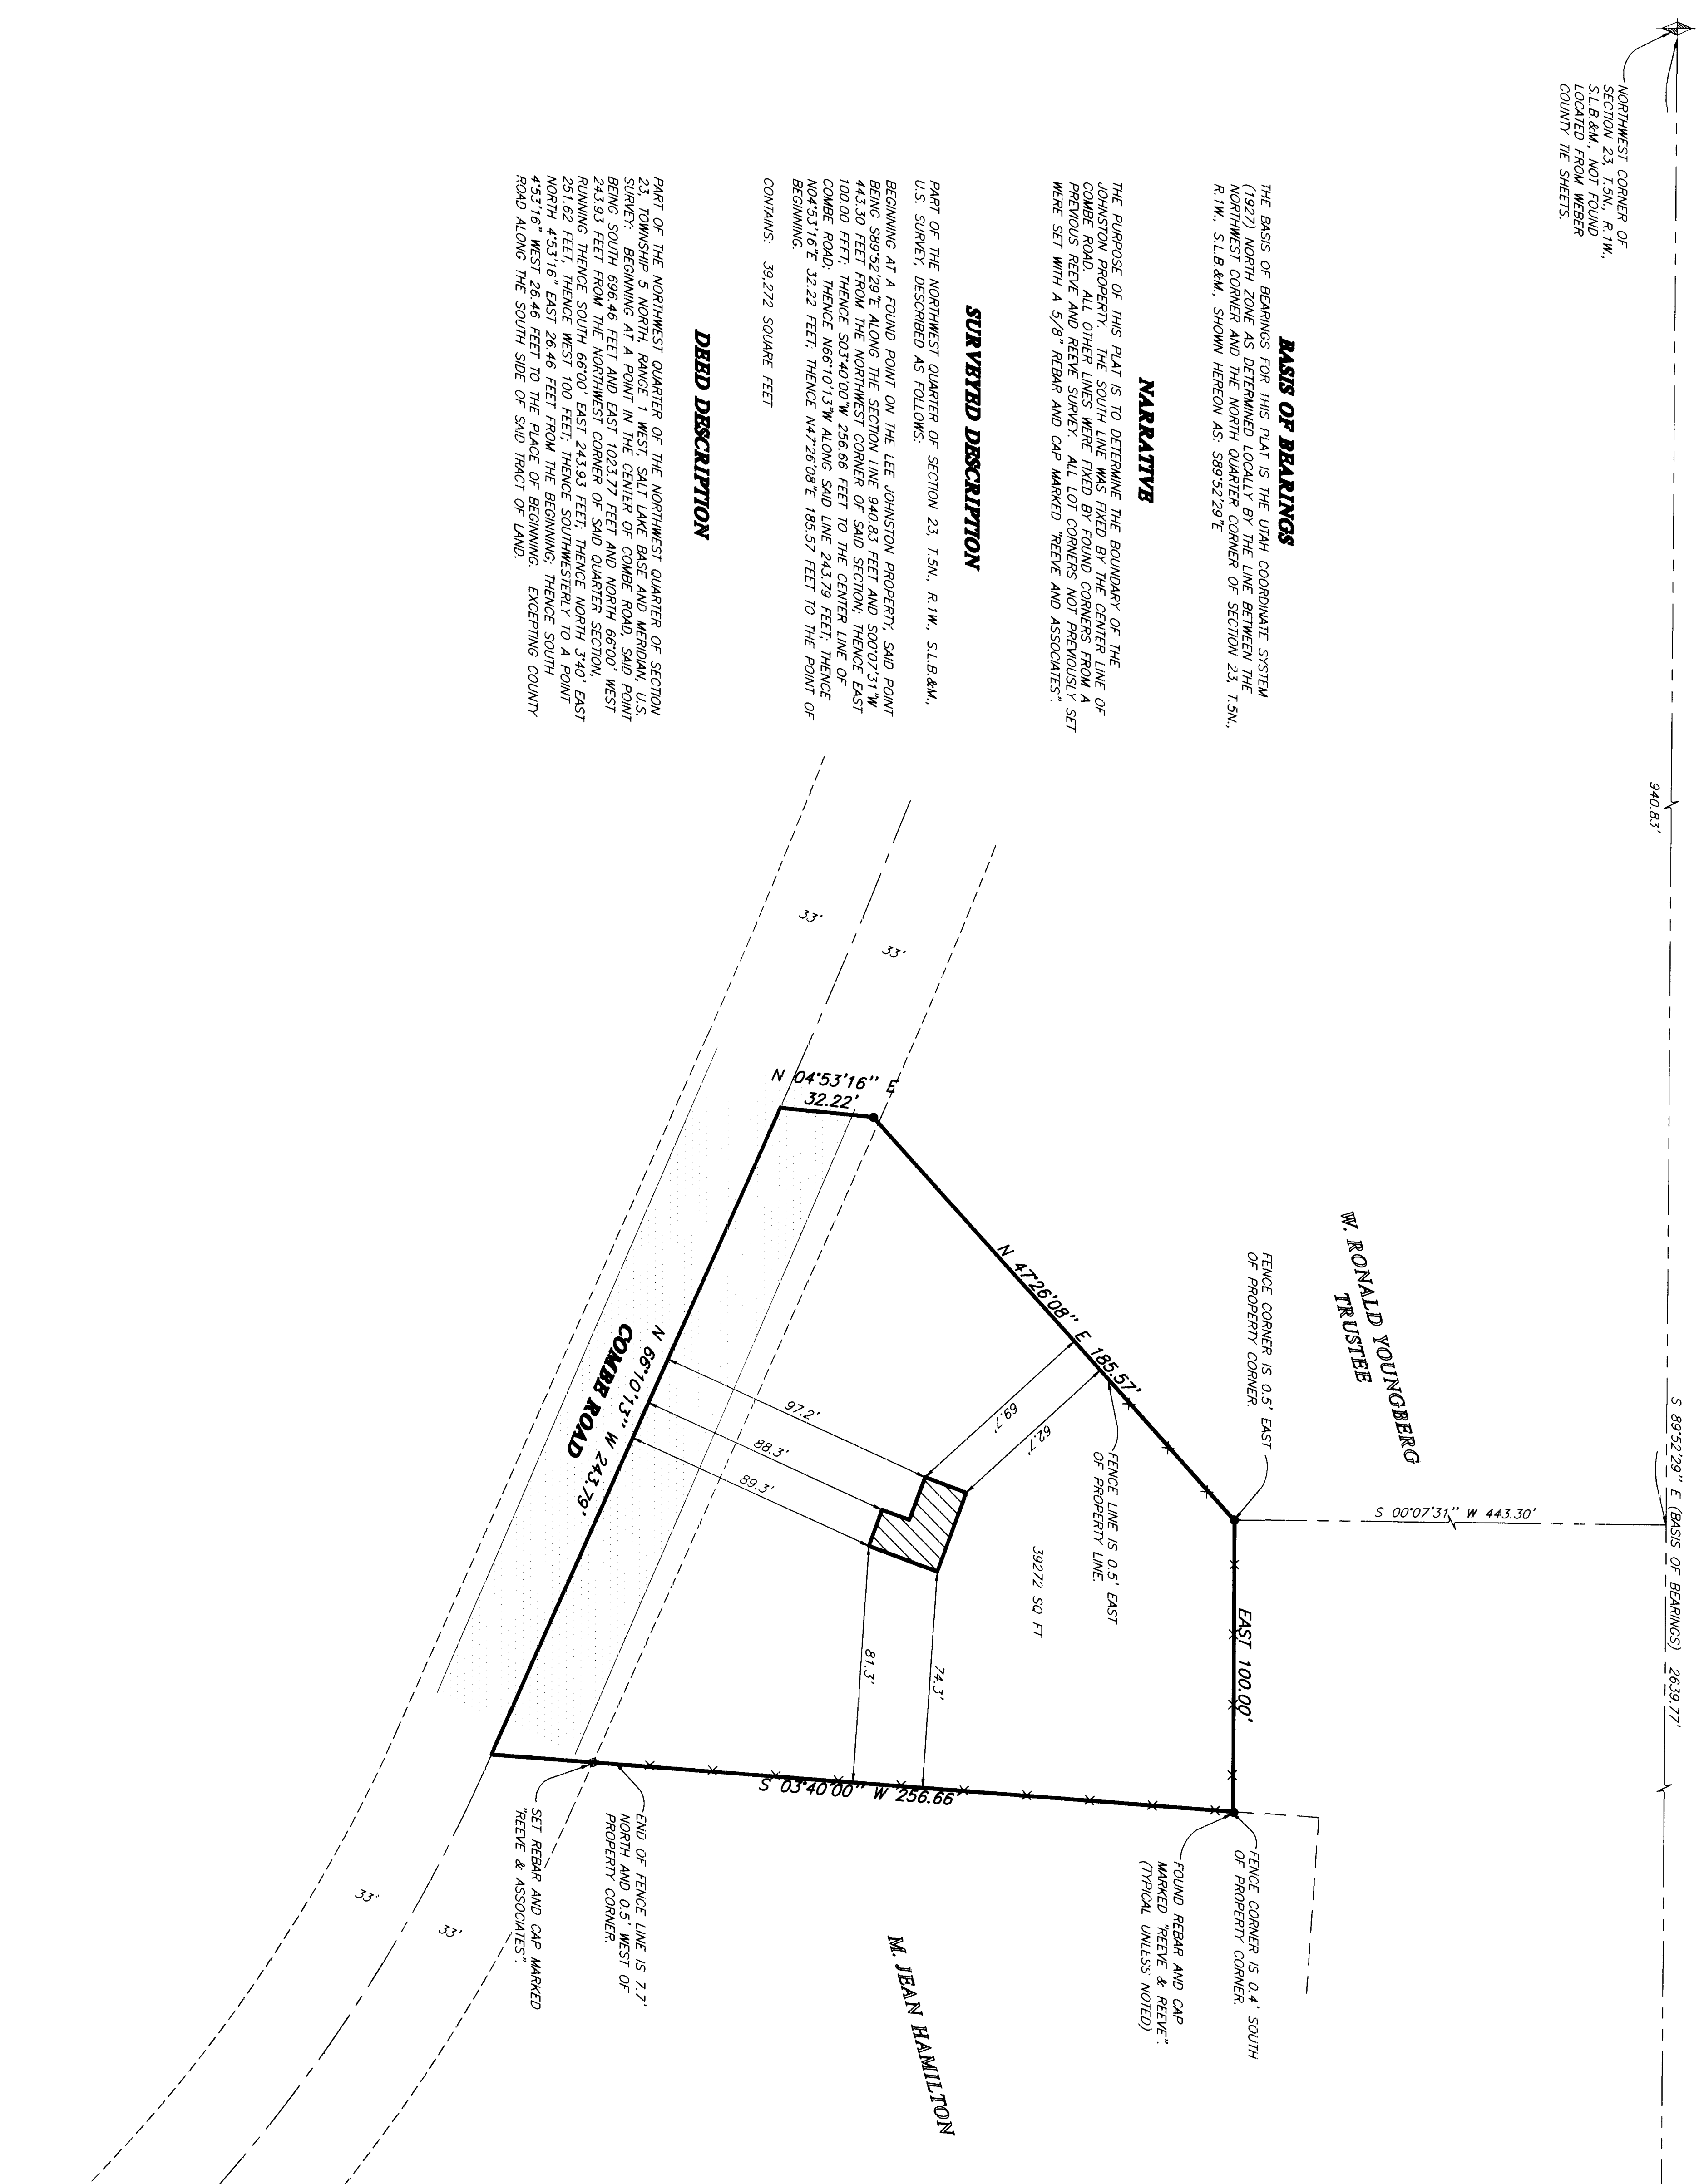 NORTHWEST CORNER OF
SECTION 23, T.5N., R.1W.,
S.L.B.&M., NOT FOUND
LOCATED FROM WEBER
COUNTY TIE SHEETS.
940.83'
S 89°52'29" E (BASIS OF BEARINGS) 2639.77'
S 00°07'31" W 443.30'
BASIS OF BEARINGS
THE BASIS OF BEARINGS FOR THIS PLAT IS THE UTAH COORDINATE SYSTEM
(1927) NORTH ZONE AS DETERMINED LOCALLY BY THE LINE BETWEEN THE
NORTHWEST CORNER AND THE NORTH QUARTER CORNER OF SECTION 23, T.5N.,
R.1W., S.L.B.&M., SHOWN HEREON AS: S89°52'29"E
NARRATIVE
THE PURPOSE OF THIS PLAT IS TO DETERMINE THE BOUNDARY OF THE
JOHNSTON PROPERTY. THE SOUTH LINE WAS FIXED BY THE CENTER LINE OF
COMBE ROAD. ALL OTHER LINES WERE FIXED BY FOUND CORNERS FROM A
PREVIOUS REEVE AND REEVE SURVEY. ALL LOT CORNERS NOT PREVIOUSLY SET
WERE SET WITH A 5/8" REBAR AND CAP MARKED "REEVE AND ASSOCIATES".
SURVEYED DESCRIPTION
PART OF THE NORTHWEST QUARTER OF SECTION 23, T.5N., R.1W., S.L.B.&M.,
U.S. SURVEY, DESCRIBED AS FOLLOWS:
BEGINNING AT A FOUND POINT ON THE LEE JOHNSTON PROPERTY, SAID POINT
BEING S89°52'29"E ALONG THE SECTION LINE 940.83 FEET AND S00°07'31"W
443.30 FEET FROM THE NORTHWEST CORNER OF SAID SECTION; THENCE EAST
100.00 FEET; THENCE S03°40'00"W 256.66 FEET TO THE CENTER LINE OF
COMBE ROAD; THENCE N66°10'13"W ALONG SAID LINE 243.79 FEET; THENCE
N04°53'16"E 32.22 FEET; THENCE N47°26'08"E 185.57 FEET TO THE POINT OF
BEGINNING.
CONTAINS: 39,272 SQUARE FEET
DEED DESCRIPTION
PART OF THE NORTHWEST QUARTER OF THE NORTHWEST QUARTER OF SECTION
23, TOWNSHIP 5 NORTH, RANGE 1 WEST, SALT LAKE BASE AND MERIDIAN, U.S.
SURVEY: BEGINNING AT A POINT IN THE CENTER OF COMBE ROAD, SAID POINT
BEING SOUTH 696.46 FEET AND EAST 1023.77 FEET AND NORTH 66°00' WEST
243.93 FEET FROM THE NORTHWEST CORNER OF SAID QUARTER SECTION,
RUNNING THENCE SOUTH 66°00' EAST 243.93 FEET; THENCE NORTH 3°40' EAST
251.62 FEET, THENCE WEST 100 FEET; THENCE SOUTHWESTERLY TO A POINT
NORTH 4°53'16" EAST 26.46 FEET FROM THE BEGINNING; THENCE SOUTH
4°53'16" WEST 26.46 FEET TO THE PLACE OF BEGINNING. EXCEPTING COUNTY
ROAD ALONG THE SOUTH SIDE OF SAID TRACT OF LAND.
W. RONALD YOUNGBERG
TRUSTEE
FENCE CORNER IS 0.5' EAST
OF PROPERTY CORNER.
FENCE LINE IS 0.5' EAST
OF PROPERTY LINE.
EAST 100.00'
N 47°26'08" E 185.57'
39272 SQ FT
69.7'
62.7'
97.2'
88.3'
89.3'
81.3'
74.3'
N 04°53'16" E
32.22'
N 66°10'13" W 243.79'
COMBE ROAD
S 03°40'00" W 256.66'
33'
33'
33'
33'
FENCE CORNER IS 0.4' SOUTH
OF PROPERTY CORNER.
FOUND REBAR AND CAP
MARKED "REEVE & REEVE".
(TYPICAL UNLESS NOTED)
M. JEAN HAMILTON
END OF FENCE LINE IS 7.7'
NORTH AND 0.5' WEST OF
PROPERTY CORNER.
SET REBAR AND CAP MARKED
"REEVE & ASSOCIATES".